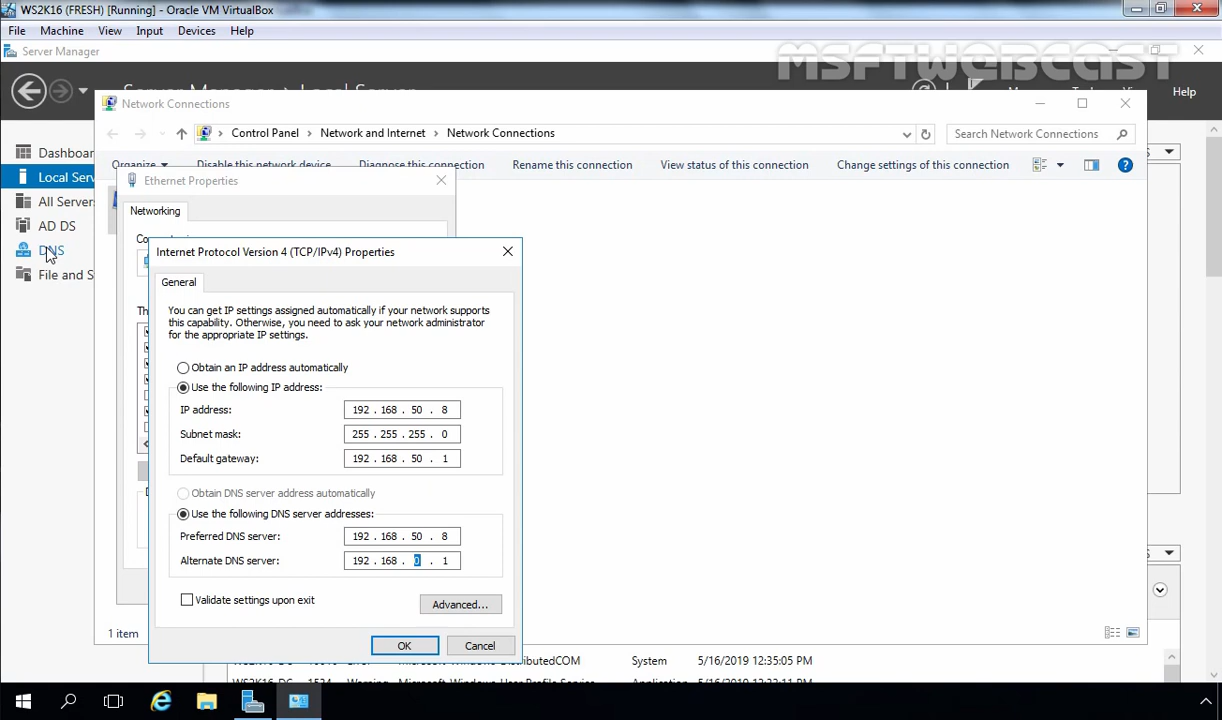 WS2K16 (FRESH) [Running] - Oracle VM VirtualBox
File Machine View Input Devices Help
Server Manager
MSFTWEBCAST
Help
Network Connections
Control Panel > Network and Internet > Network Connections
Search Network Connections
Organize Disable this network device Diagnose this connection Rename this connection View status of this connection Change settings of this connection
Dashboar
Local Serv
All Server
AD DS
DNS
File and S
Ethernet Properties
Networking
Internet Protocol Version 4 (TCP/IPv4) Properties
General
You can get IP settings assigned automatically if your network supports
this capability. Otherwise, you need to ask your network administrator
for the appropriate IP settings.
Obtain an IP address automatically
Use the following IP address:
IP address: 192 . 168 . 50 . 8
Subnet mask: 255 . 255 . 255 . 0
Default gateway: 192 . 168 . 50 . 1
Obtain DNS server address automatically
Use the following DNS server addresses:
Preferred DNS server: 192 . 168 . 50 . 8
Alternate DNS server: 192 . 168 . 0 . 1
Validate settings upon exit
Advanced...
OK Cancel
1 item
System 5/16/2019 12:35:05 PM